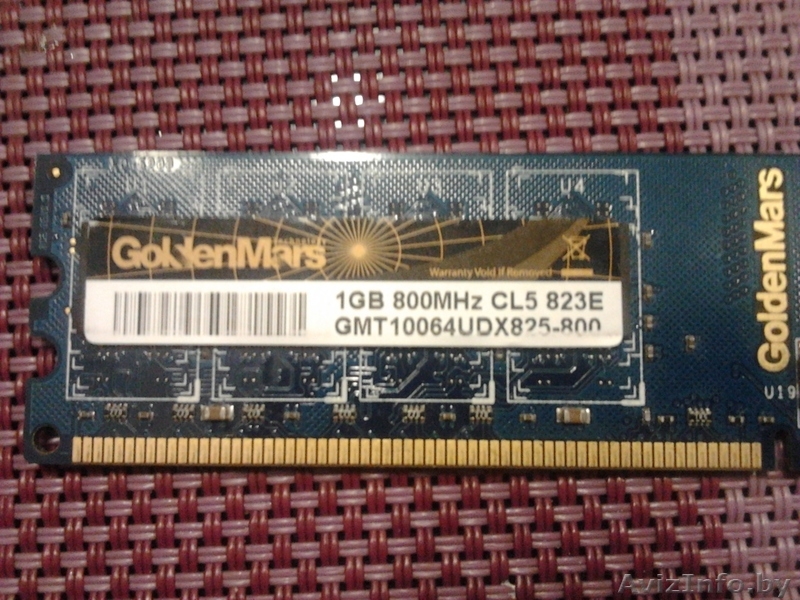 U4
GoldenMars
Warranty Void If Removed
1GB 800MHz CL5 823E
GMT10064UDX825-800
GoldenMars
U19
AvizInfo.by